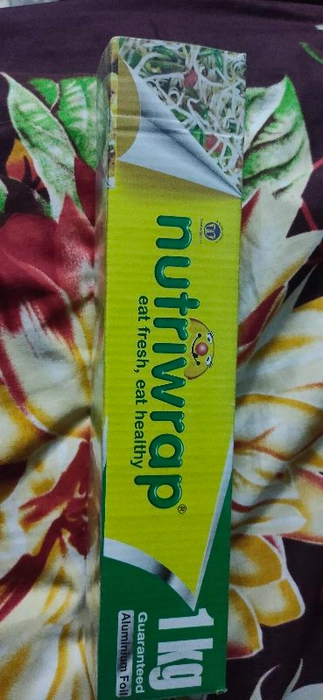 nutriwrap®
eat fresh, eat healthy
1kg
Guaranteed
Aluminium Foil